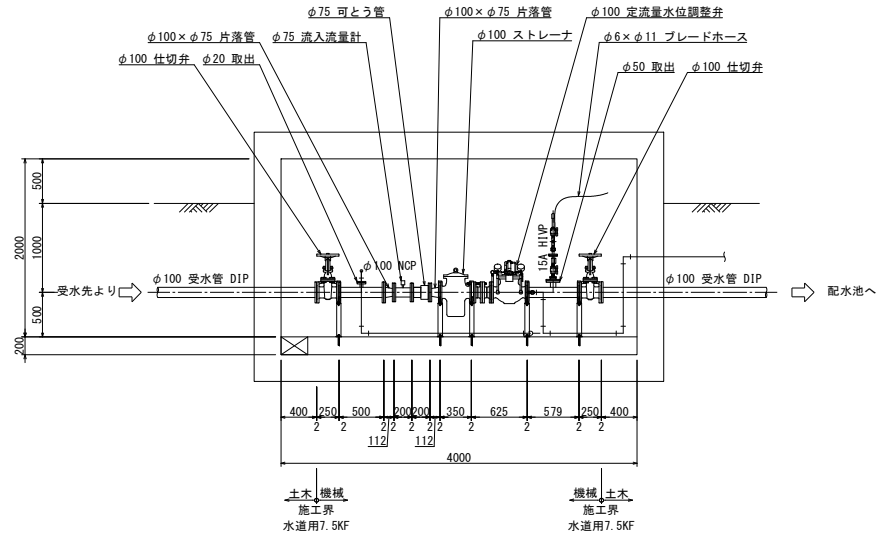 φ75 可とう管
φ100×φ75 片落管
φ100 定流量水位調整弁
φ100×φ75 片落管
φ75 流入流量計
φ100 ストレーナ
φ6×φ11 ブレードホース
φ100 仕切弁
φ20 取出
φ50 取出
φ100 仕切弁
500
2000
1000
500
200
15A HIVP
φ100 NCP
φ100 受水管 DIP
φ100 受水管 DIP
受水先より
配水池へ
400
250
500
200
200
350
625
579
250
400
2
2
2
2
2
2
2
2
2
2
2
112
112
4000
土木
機械
機械
土木
施工界
施工界
水道用7.5KF
水道用7.5KF